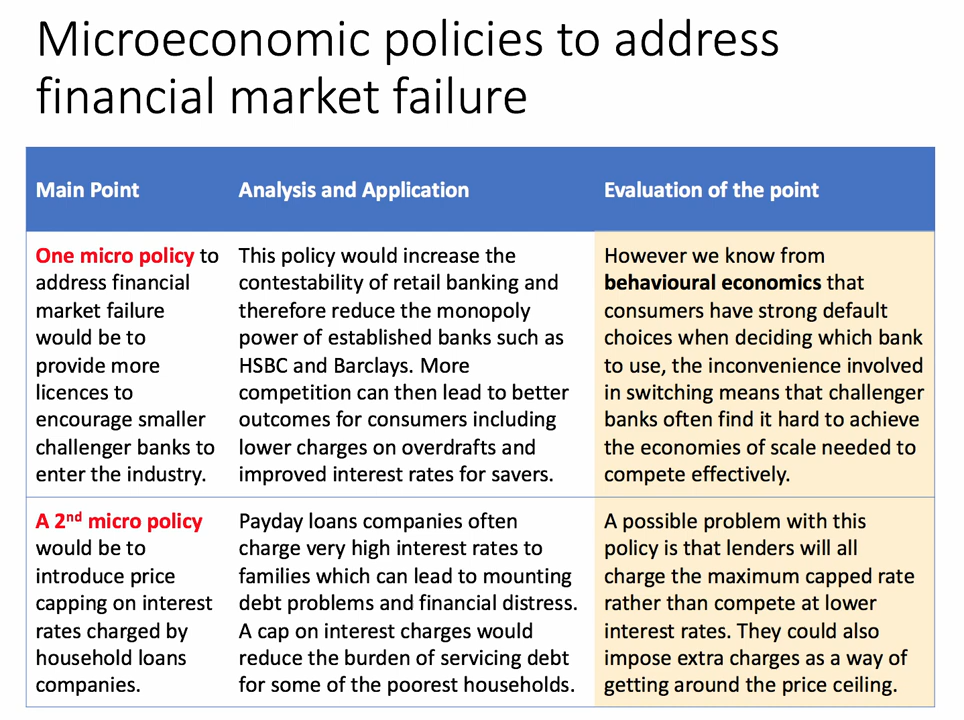 Microeconomic policies to address
financial market failure
Main Point
Analysis and Application
Evaluation of the point
One micro policy to
address financial
market failure
would be to
provide more
licences to
encourage smaller
challenger banks to
enter the industry.
This policy would increase the
contestability of retail banking and
therefore reduce the monopoly
power of established banks such as
HSBC and Barclays. More
competition can then lead to better
outcomes for consumers including
lower charges on overdrafts and
improved interest rates for savers.
However we know from
behavioural economics that
consumers have strong default
choices when deciding which bank
to use, the inconvenience involved
in switching means that challenger
banks often find it hard to achieve
the economies of scale needed to
compete effectively.
A 2nd micro policy
would be to
introduce price
capping on interest
rates charged by
household loans
companies.
Payday loans companies often
charge very high interest rates to
families which can lead to mounting
debt problems and financial distress.
A cap on interest charges would
reduce the burden of servicing debt
for some of the poorest households.
A possible problem with this
policy is that lenders will all
charge the maximum capped rate
rather than compete at lower
interest rates. They could also
impose extra charges as a way of
getting around the price ceiling.